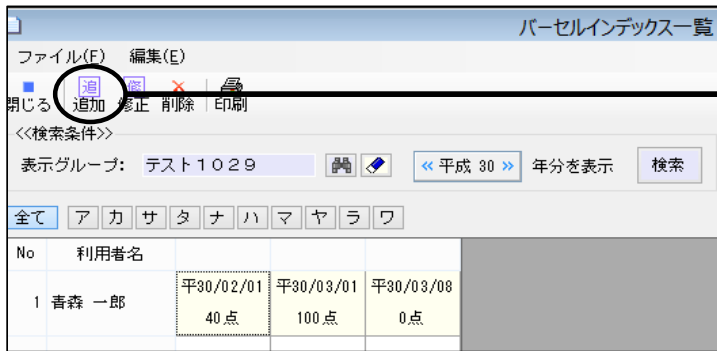 バーセルインデックス一覧
ファイル(F) 編集(E)
閉じる 追加 修正 削除 印刷
<<検索条件>>
表示グループ: テスト1029 << 平成 30 >> 年分を表示 検索
全て ア カ サ タ ナ ハ マ ヤ ラ ワ
No 利用者名
平30/02/01 平30/03/01 平30/03/08
1 青森 一郎
40点 100点 0点